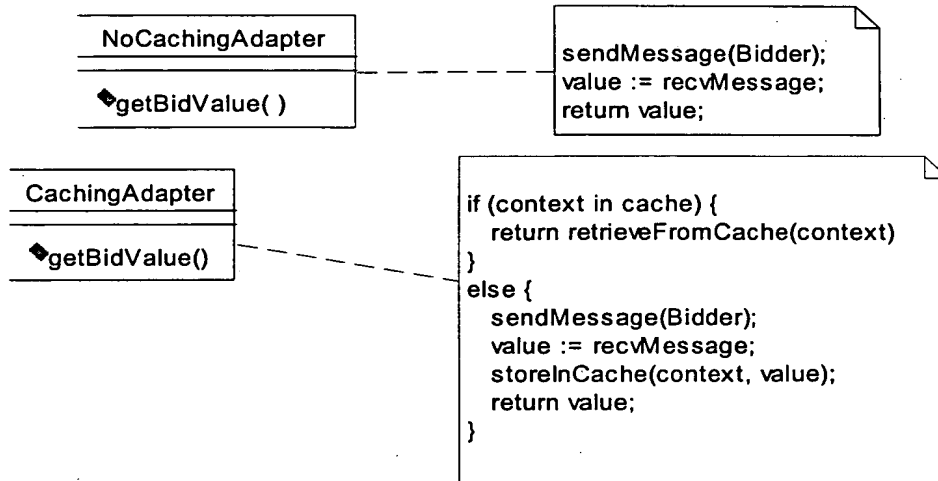 NoCachingAdapter
getBidValue( )
sendMessage(Bidder);
value := recvMessage;
return value;
CachingAdapter
getBidValue()
if (context in cache) {
return retrieveFromCache(context)
}
else {
sendMessage(Bidder);
value := recvMessage;
storeInCache(context, value);
return value;
}